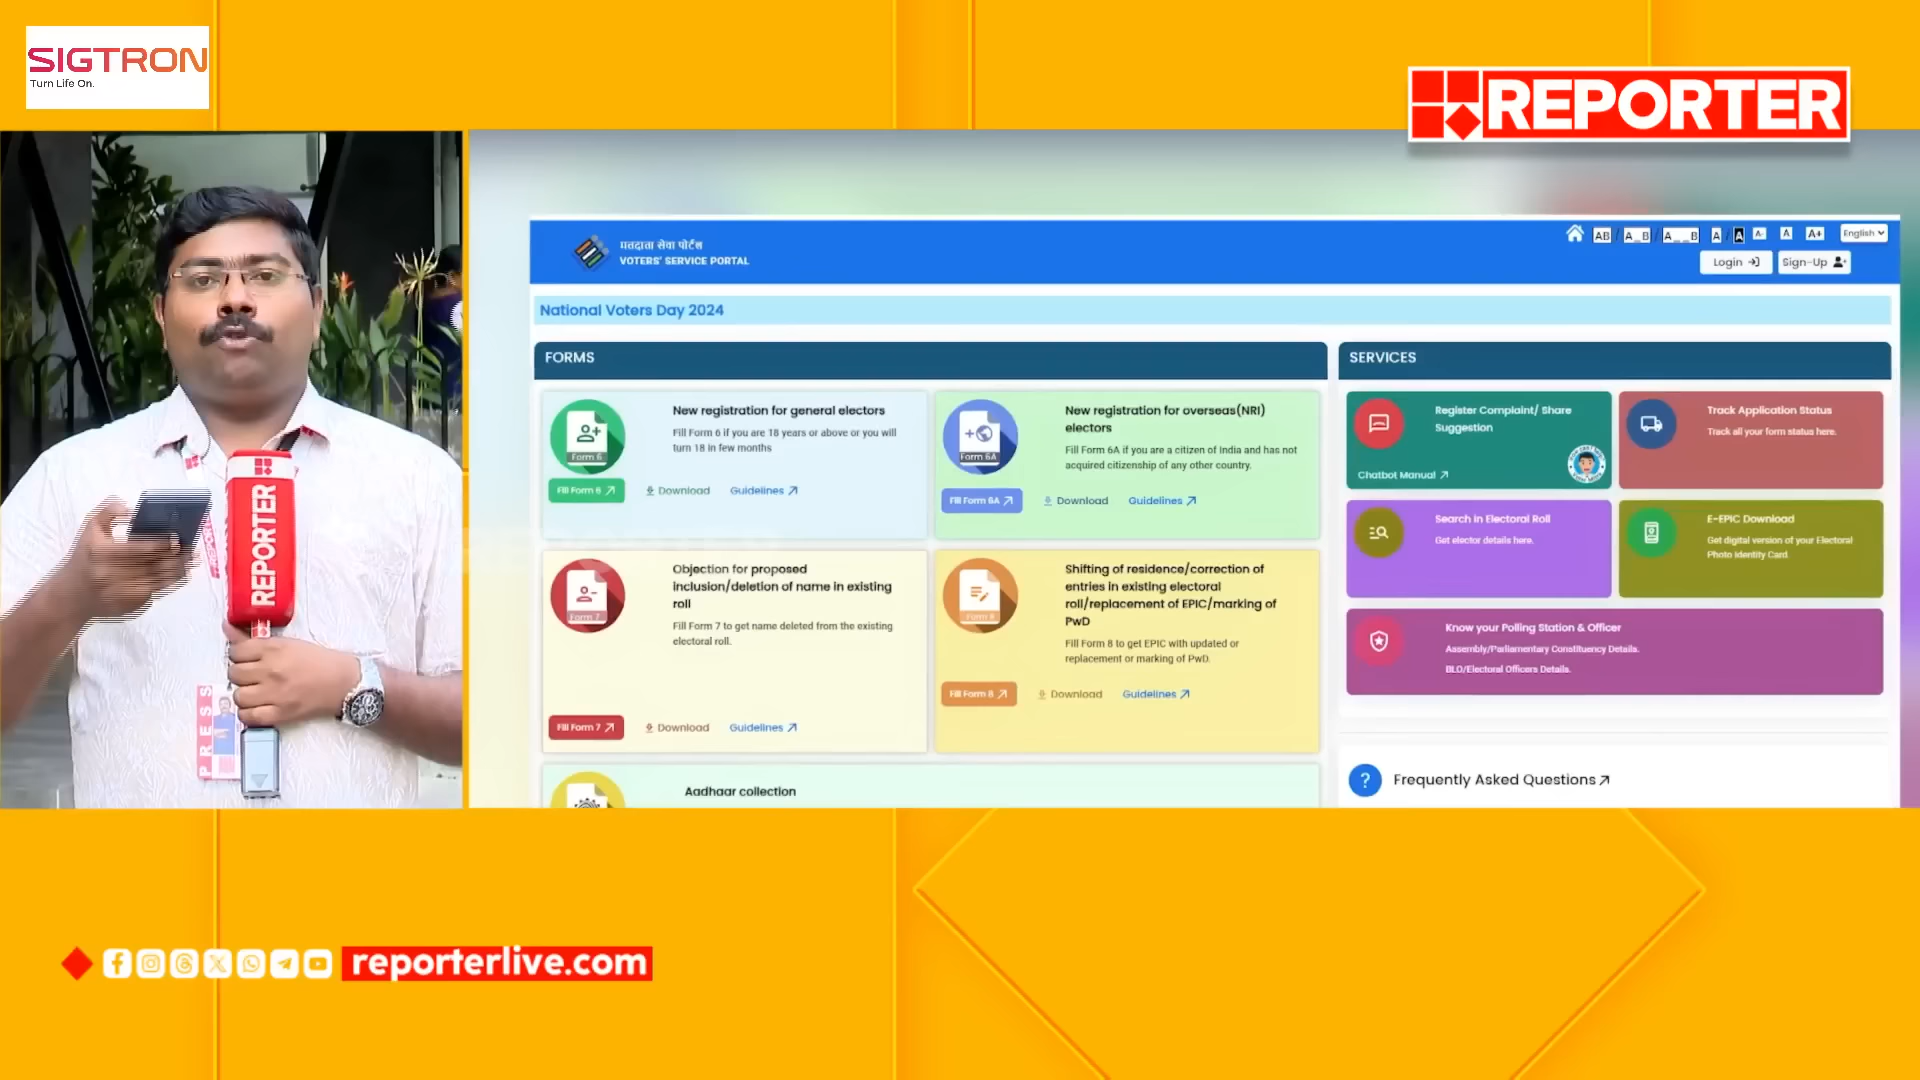 SIGTRON
Turn Life On.
REPORTER
REPORTER
PRESS
मतदाता सेवा पोर्टल
VOTERS' SERVICE PORTAL
AB / A_B / A__B A / A A- A A+ English
Login Sign-Up
National Voters Day 2024
FORMS
New registration for general electors
Fill Form 6 if you are 18 years or above or you will
turn 18 in few months
Form 6
Fill Form 6 Download Guidelines
New registration for overseas(NRI)
electors
Fill Form 6A if you are a citizen of India and has not
acquired citizenship of any other country.
Form 6A
Fill Form 6A Download Guidelines
Objection for proposed
inclusion/deletion of name in existing
roll
Fill Form 7 to get name deleted from the existing
electoral roll.
Form 7
Fill Form 7 Download Guidelines
Shifting of residence/correction of
entries in existing electoral
roll/replacement of EPIC/marking of
PwD
Fill Form 8 to get EPIC with updated or
replacement or marking of PwD.
Form 8
Fill Form 8 Download Guidelines
Aadhaar collection
SERVICES
Register Complaint/ Share
Suggestion
Chatbot Manual
Track Application Status
Track all your form status here.
Search in Electoral Roll
Get elector details here.
E-EPIC Download
Get digital version of your Electoral
Photo Identity Card.
Know your Polling Station & Officer
Assembly/Parliamentary Constituency Details.
BLO/Electoral Officers Details.
? Frequently Asked Questions
reporterlive.com